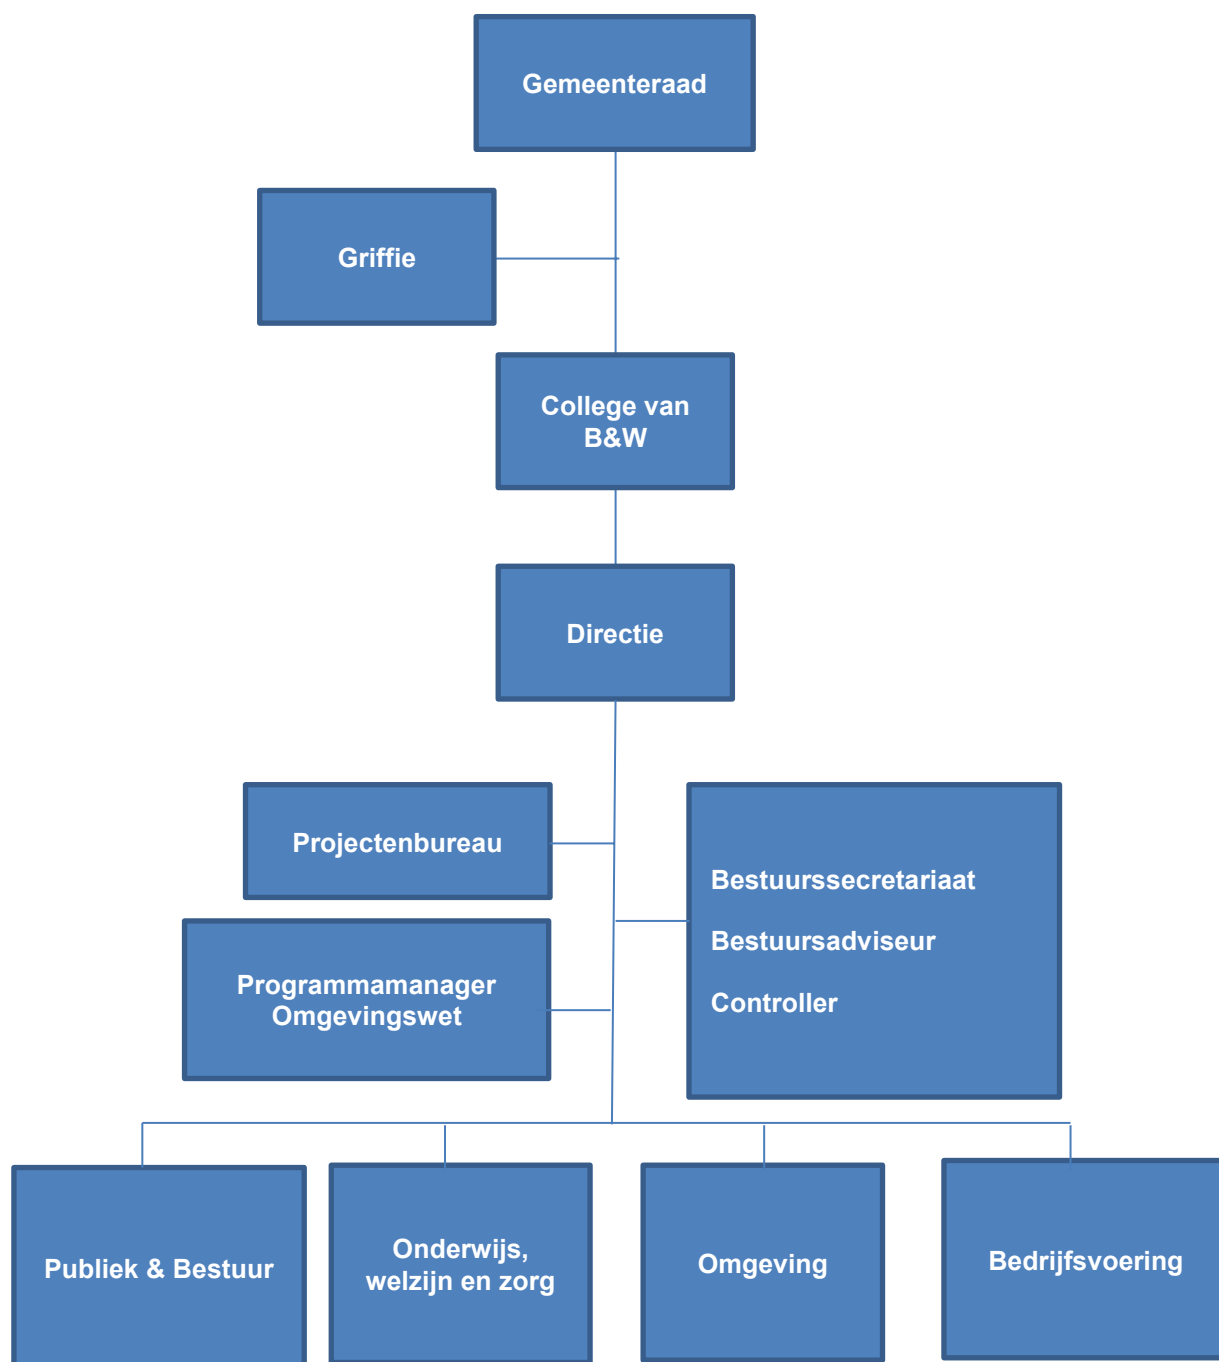 Gemeenteraad
Griffie
College van
B&W
Directie
Projectenbureau
Bestuurssecretariaat
Bestuursadviseur
Controller
Programmamanager
Omgevingswet
Publiek & Bestuur
Onderwijs,
welzijn en zorg
Omgeving
Bedrijfsvoering